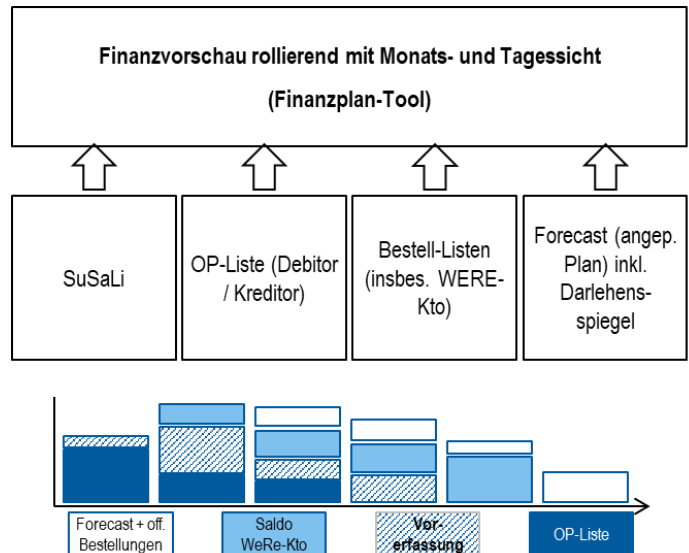 Finanzvorschau rollierend mit Monats- und Tagessicht
(Finanzplan-Tool)
SuSaLi
OP-Liste (Debitor
/ Kreditor)
Bestell-Listen
(insbes. WERE-
Kto)
Forecast (angep.
Plan) inkl.
Darlehens-
spiegel
Forecast + off.
Bestellungen
Saldo
WeRe-Kto
Vor-
erfassung
OP-Liste